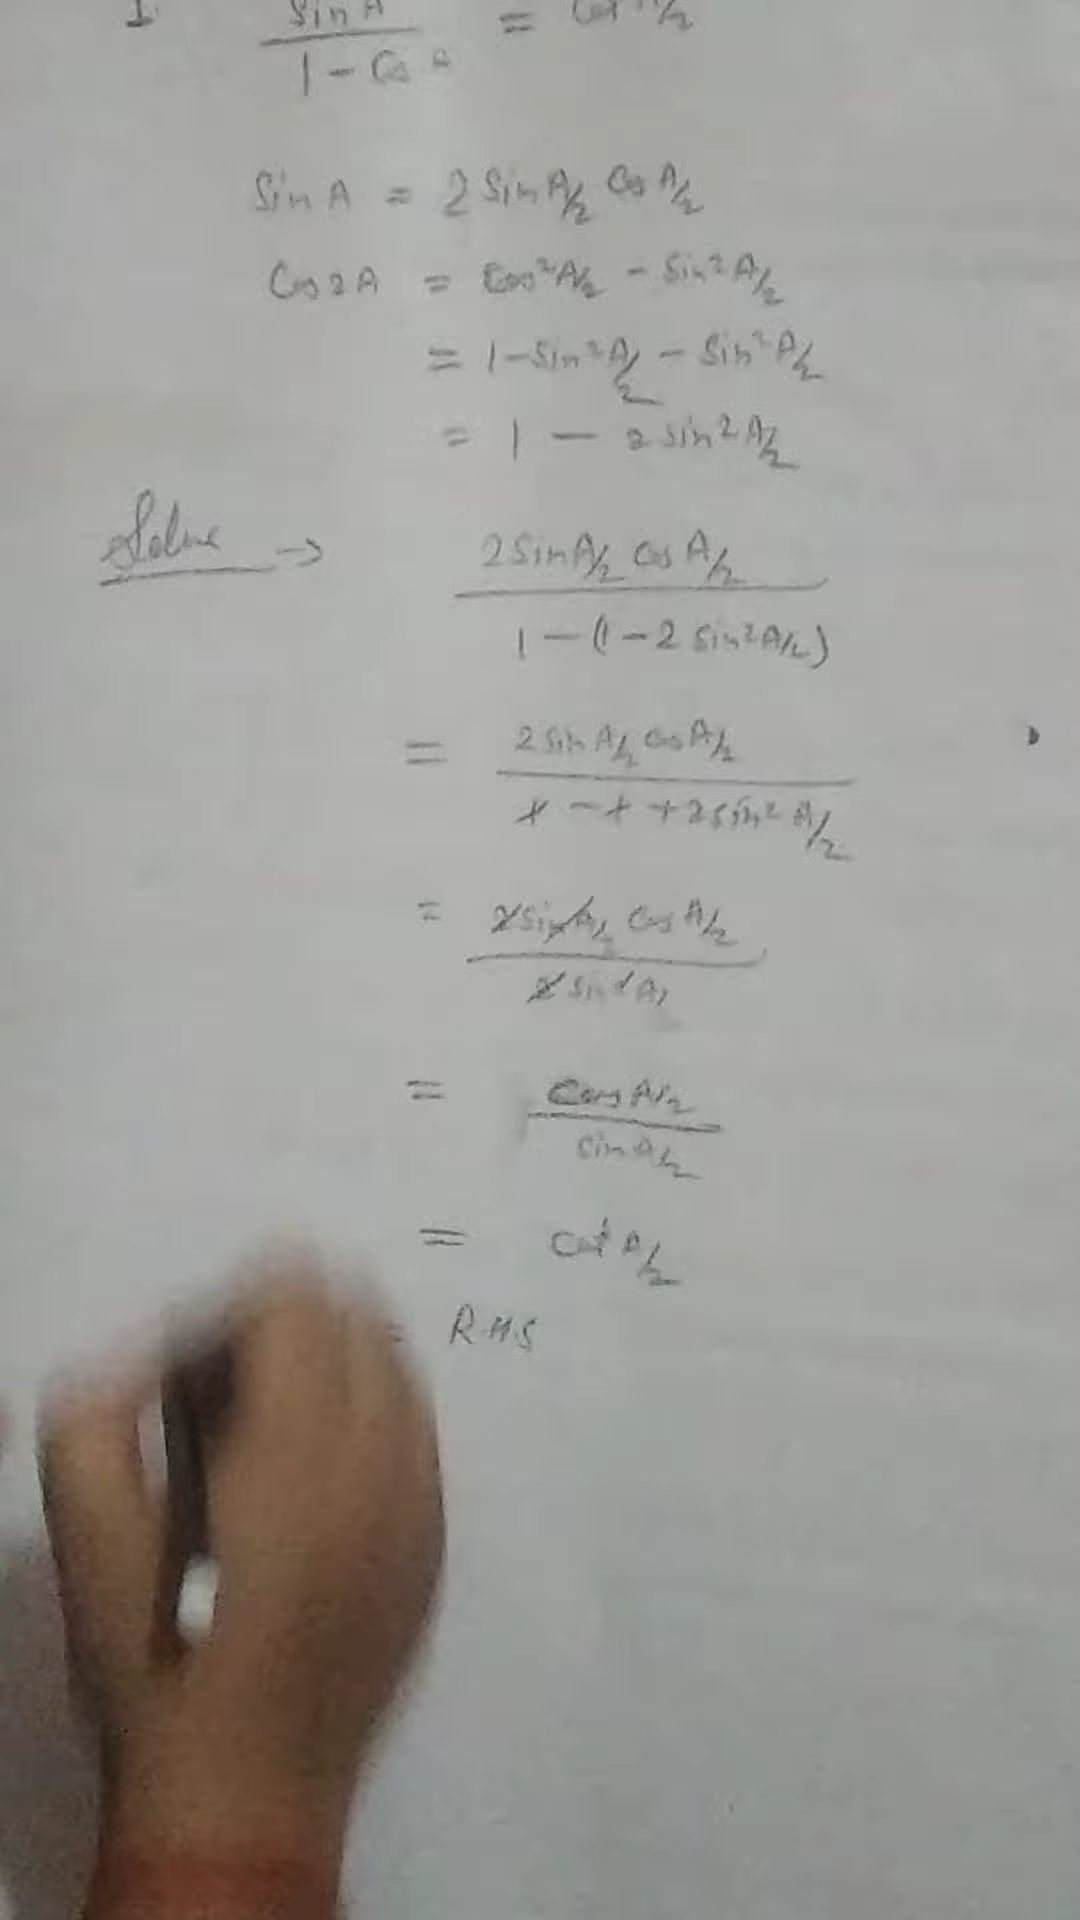 I. sin A / 1 - Cos A = Cot A/2
Sin A = 2 Sin A/2 Cos A/2
Cos 2A = Cos²A/2 - Sin²A/2
= 1 - Sin²A/2 - Sin²A/2
= 1 - 2 Sin²A/2
Solve → 2 Sin A/2 Cos A/2 / 1 - (1 - 2 Sin²A/2)
= 2 Sin A/2 Cos A/2 / 1 - 1 + 2 Sin² A/2
= 2 Sin A/2 Cos A/2 / 2 Sin² A/
= Cos A/2 / Sin A/2
= Cot A/2
= RHS